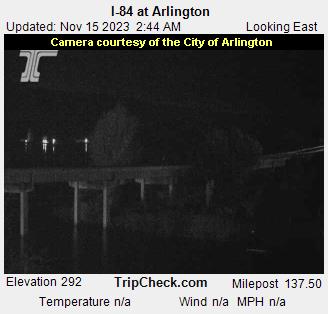 I-84 at Arlington
Updated: Nov 15 2023 2:44 AM Looking East
Camera courtesy of the City of Arlington
Elevation 292 TripCheck.com Milepost 137.50
Temperature n/a Wind n/a MPH n/a